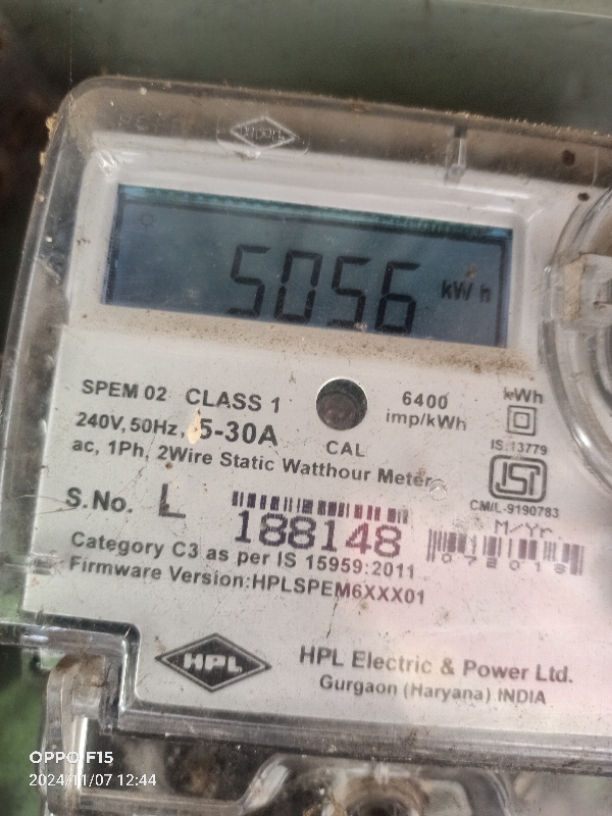 5056 kWh
SPEM 02 CLASS 1
6400 imp/kWh
kWh
240V, 50Hz, 5-30A
CAL
IS.13779
ac, 1Ph, 2Wire Static Watthour Meter
ISI
CM/L-9190783
S.No. L
188148
M/Yr.
072018
Category C3 as per IS 15959:2011
Firmware Version:HPLSPEM6XXX01
HPL
HPL Electric & Power Ltd.
Gurgaon (Haryana) INDIA
OPPO F15
2024/11/07 12:44